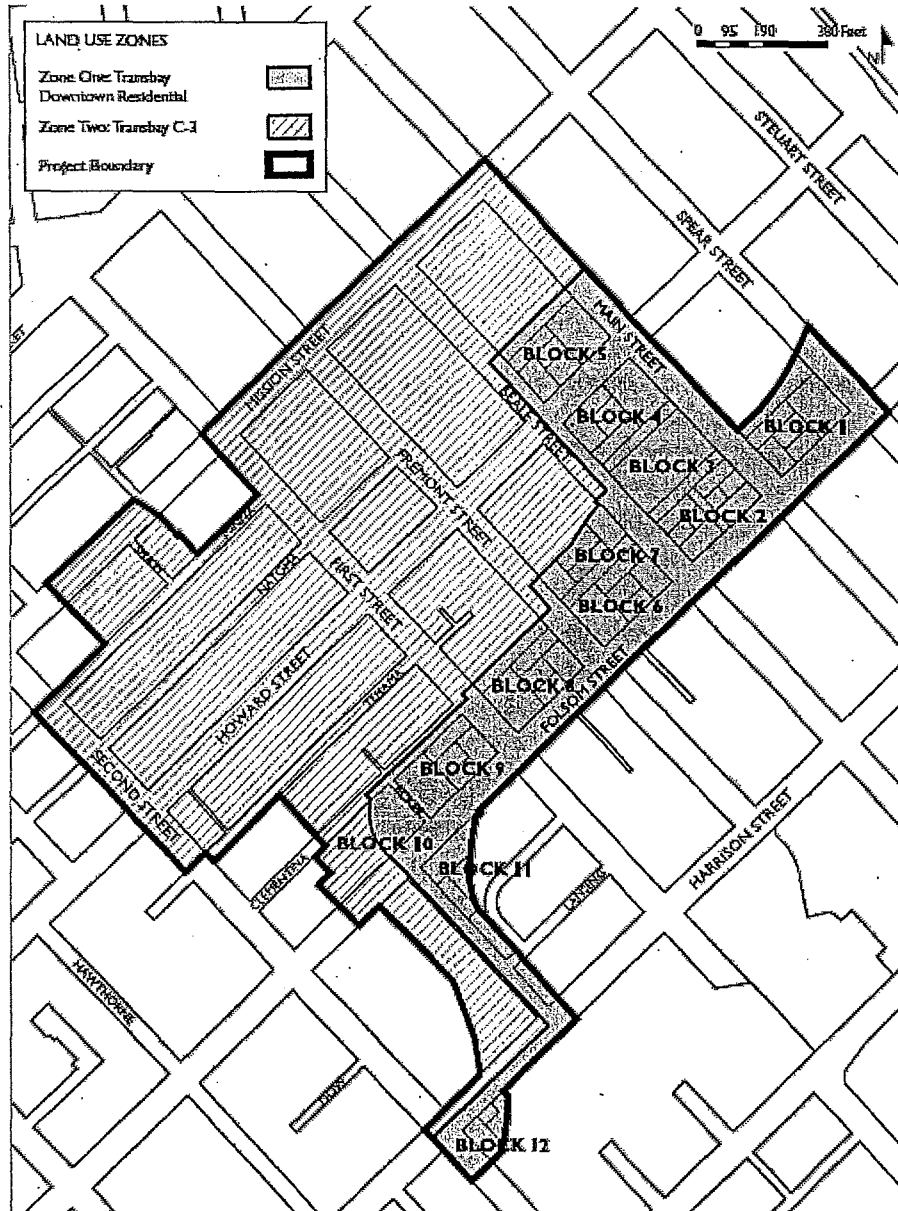 LAND USE ZONES
Zone One: Transbay
Downtown Residential
Zone Two: Transbay C-3
Project Boundary
0 95 190 380 Feet
N
STEUART STREET
SPEAR STREET
MAIN STREET
MISSION STREET
BLOCK 5
BEALE STREET
BLOCK 4
BLOCK 1
BLOCK 3
BLOCK 2
FREMONT STREET
BLOCK 7
FIRST STREET
NATOMA
BLOCK 6
HOWARD STREET
TEHAMA
BLOCK 8
FOLSOM STREET
SECOND STREET
BLOCK 9
BLOCK 10
BLOCK 11
CLEMENTINA
LANSING
HARRISON STREET
HAWTHORNE
BLOCK 12